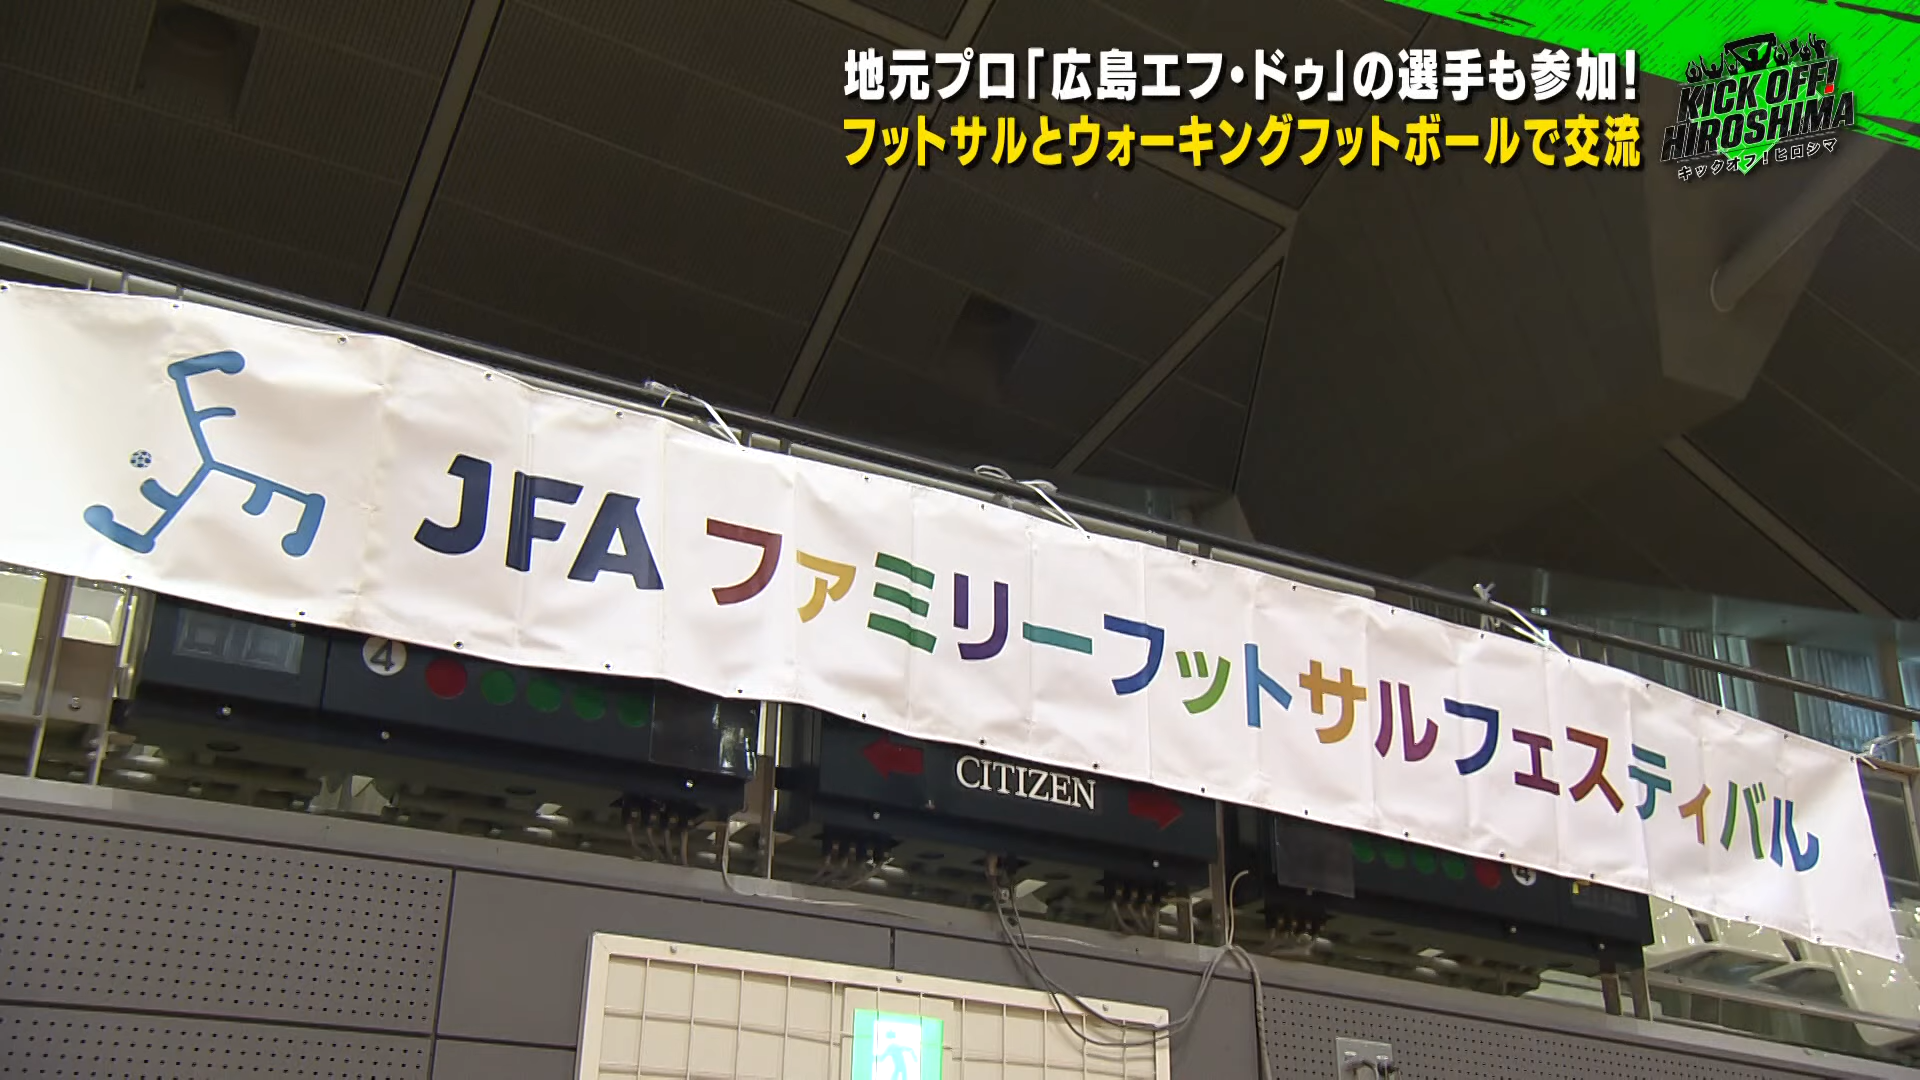 地元プロ「広島エフ・ドゥ」の選手も参加！
フットサルとウォーキングフットボールで交流
KICK OFF!
HIROSHIMA
キックオフ！ヒロシマ
JFA ファミリーフットサルフェスティバル
4
CITIZEN
4